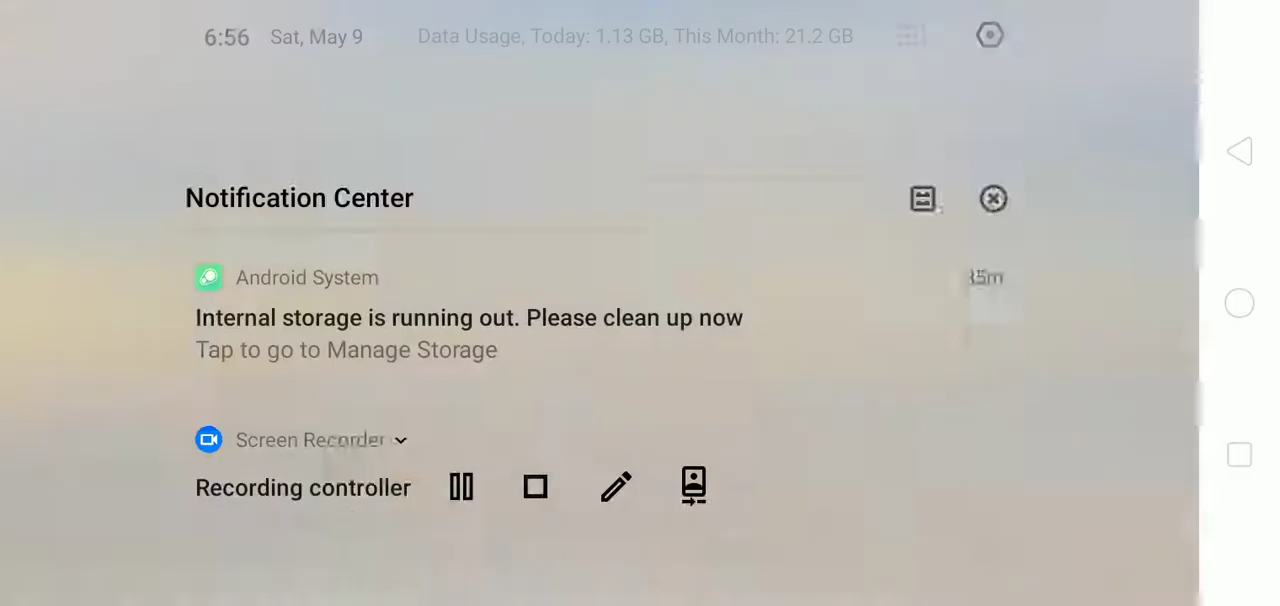 6:56 Sat, May 9 Data Usage, Today: 1.13 GB, This Month: 21.2 GB
Notification Center
Android System
Internal storage is running out. Please clean up now
Tap to go to Manage Storage
Screen Recorder
Recording controller